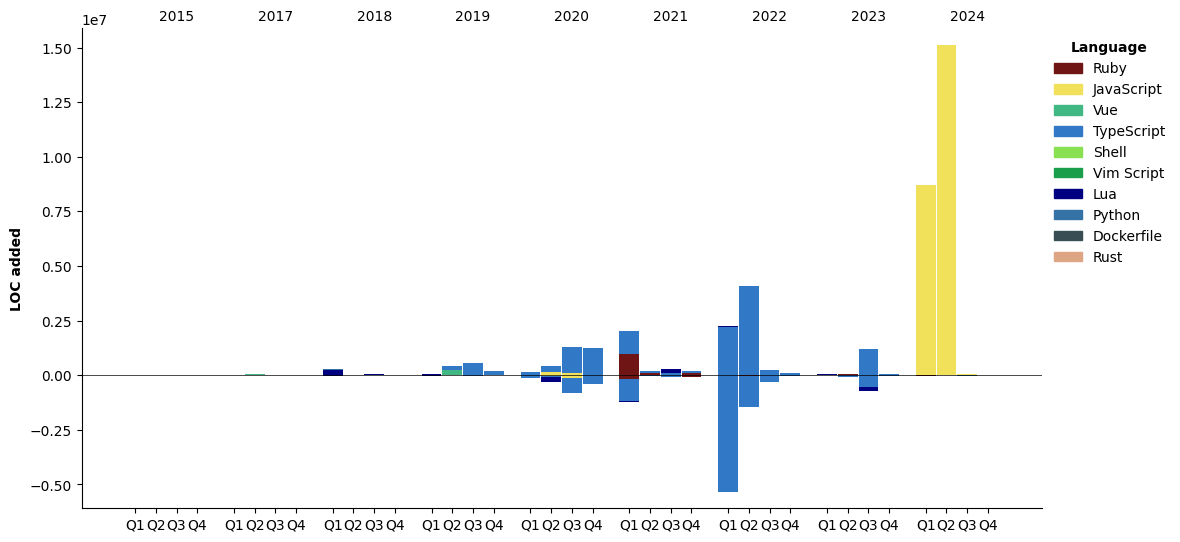 2015 2017 2018 2019 2020 2021 2022 2023 2024
1e7
1.50
1.25
1.00
0.75
0.50
0.25
0.00
−0.25
−0.50
LOC added
Q1 Q2 Q3 Q4 Q1 Q2 Q3 Q4 Q1 Q2 Q3 Q4 Q1 Q2 Q3 Q4 Q1 Q2 Q3 Q4 Q1 Q2 Q3 Q4 Q1 Q2 Q3 Q4 Q1 Q2 Q3 Q4 Q1 Q2 Q3 Q4
Language
Ruby
JavaScript
Vue
TypeScript
Shell
Vim Script
Lua
Python
Dockerfile
Rust